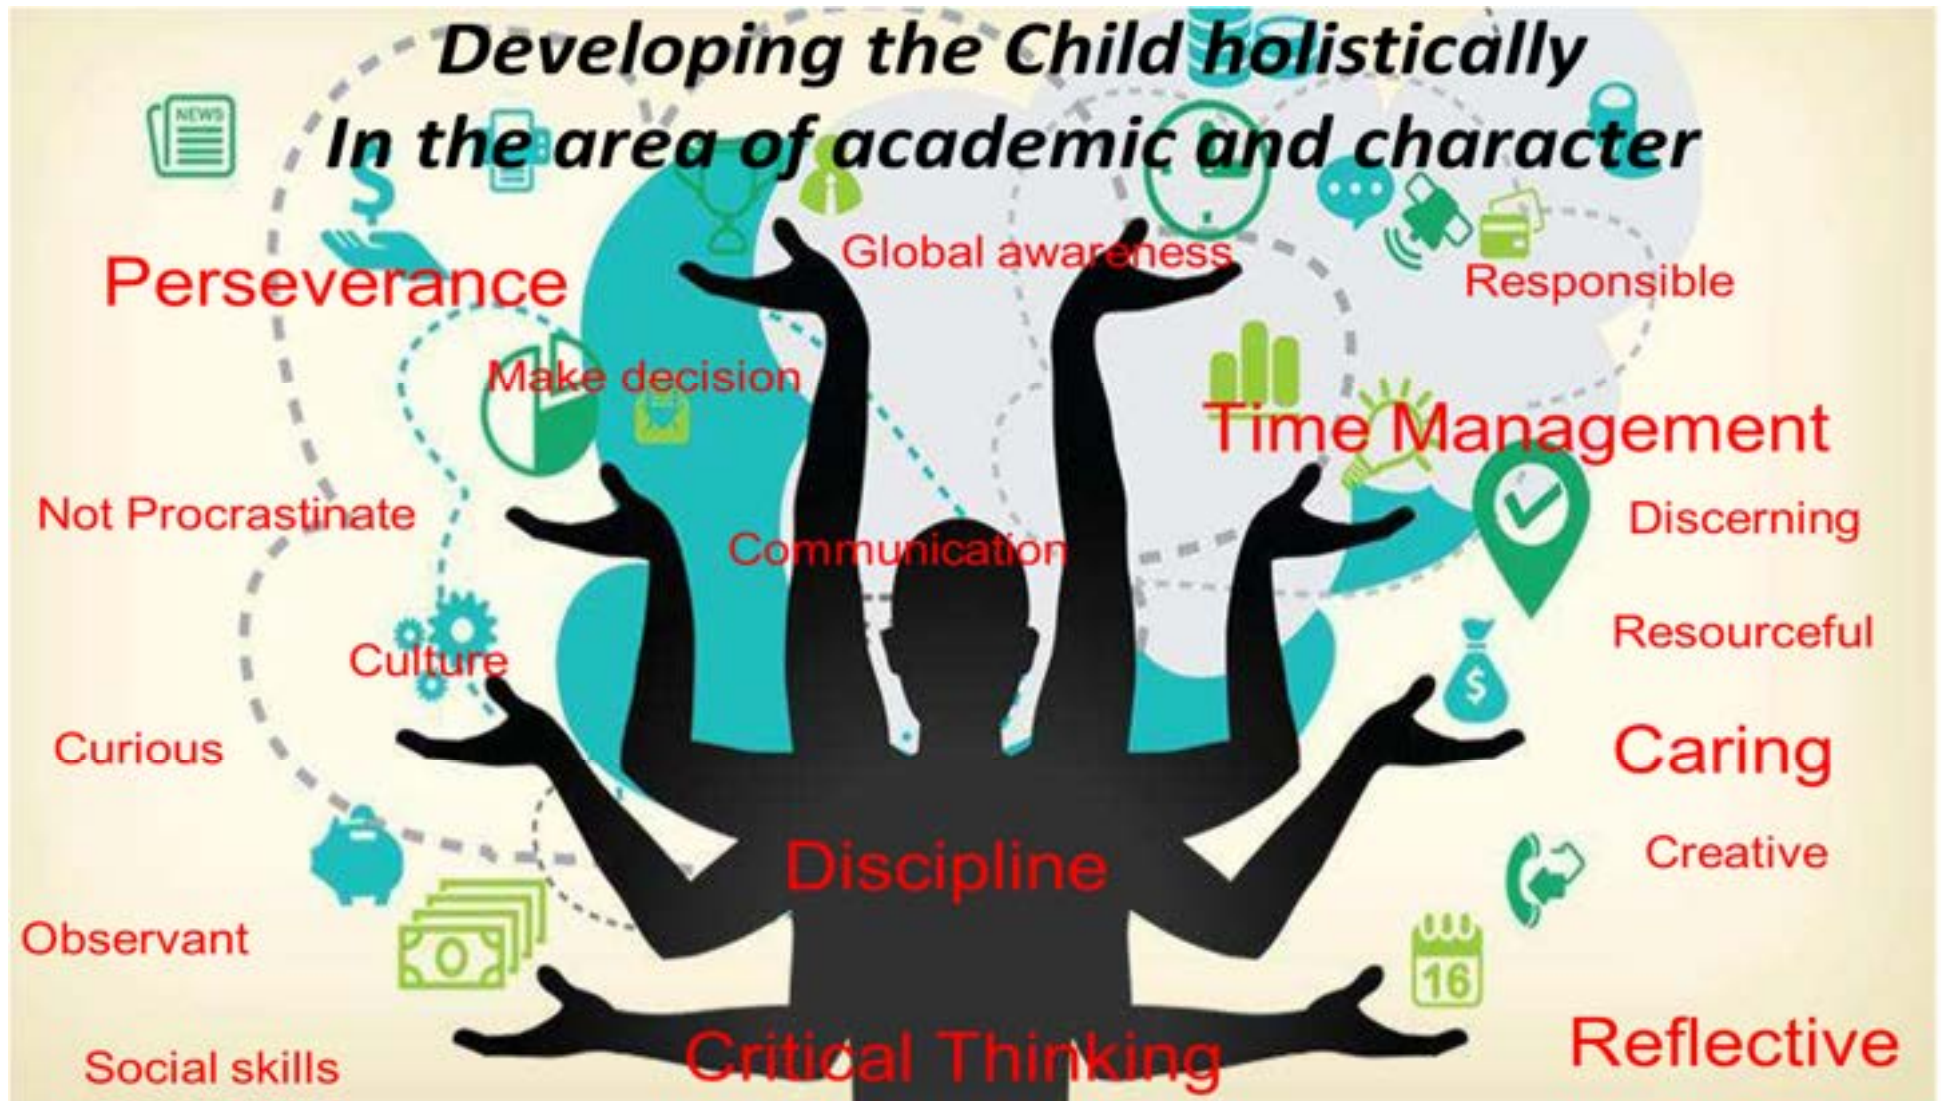 Developing the Child holistically
In the area of academic and character
NEWS
$
Global awareness
Perseverance
Responsible
Make decision
Time Management
Not Procrastinate
Discerning
Communication
Resourceful
Culture
$
Curious
Caring
Discipline
Creative
Observant
16
Social skills
Critical Thinking
Reflective